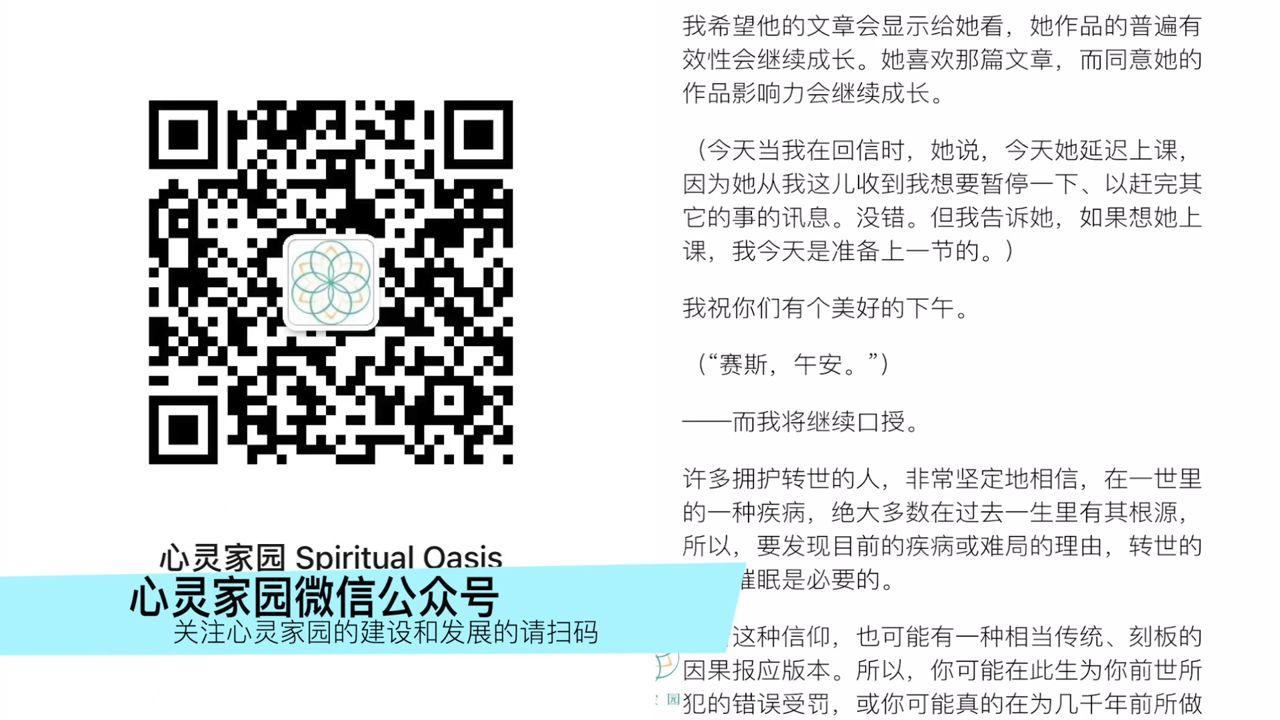 心灵家园 Spiritual Oasis
心灵家园微信公众号
关注心灵家园的建设和发展的请扫码
我希望他的文章会显示给她看，她作品的普遍有
效性会继续成长。她喜欢那篇文章，而同意她的
作品影响力会继续成长。
（今天当我在回信时，她说，今天她延迟上课，
因为她从我这儿收到我想要暂停一下、以赶完其
它的事的讯息。没错。但我告诉她，如果想她上
课，我今天是准备上一节的。）
我祝你们有个美好的下午。
（“赛斯，午安。”）
——而我将继续口授。
许多拥护转世的人，非常坚定地相信，在一世里
的一种疾病，绝大多数在过去一生里有其根源，
所以，要发现目前的疾病或难局的理由，转世的
催眠是必要的。
这种信仰，也可能有一种相当传统、刻板的
因果报应版本。所以，你可能在此生为你前世所
犯的错误受罚，或你可能真的在为几千年前所做
园